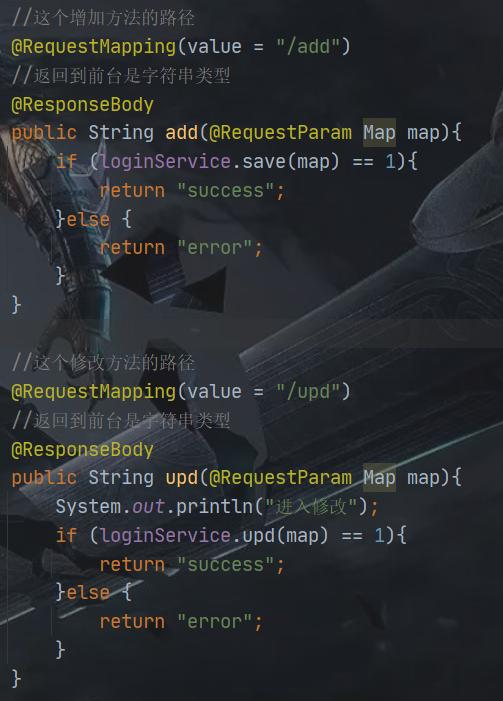 //这个增加方法的路径
@RequestMapping(value = "/add")
//返回到前台是字符串类型
@ResponseBody
public String add(@RequestParam Map map){
    if (loginService.save(map) == 1){
        return "success";
    }else {
        return "error";
    }
}
//这个修改方法的路径
@RequestMapping(value = "/upd")
//返回到前台是字符串类型
@ResponseBody
public String upd(@RequestParam Map map){
    System.out.println("进入修改");
    if (loginService.upd(map) == 1){
        return "success";
    }else {
        return "error";
    }
}